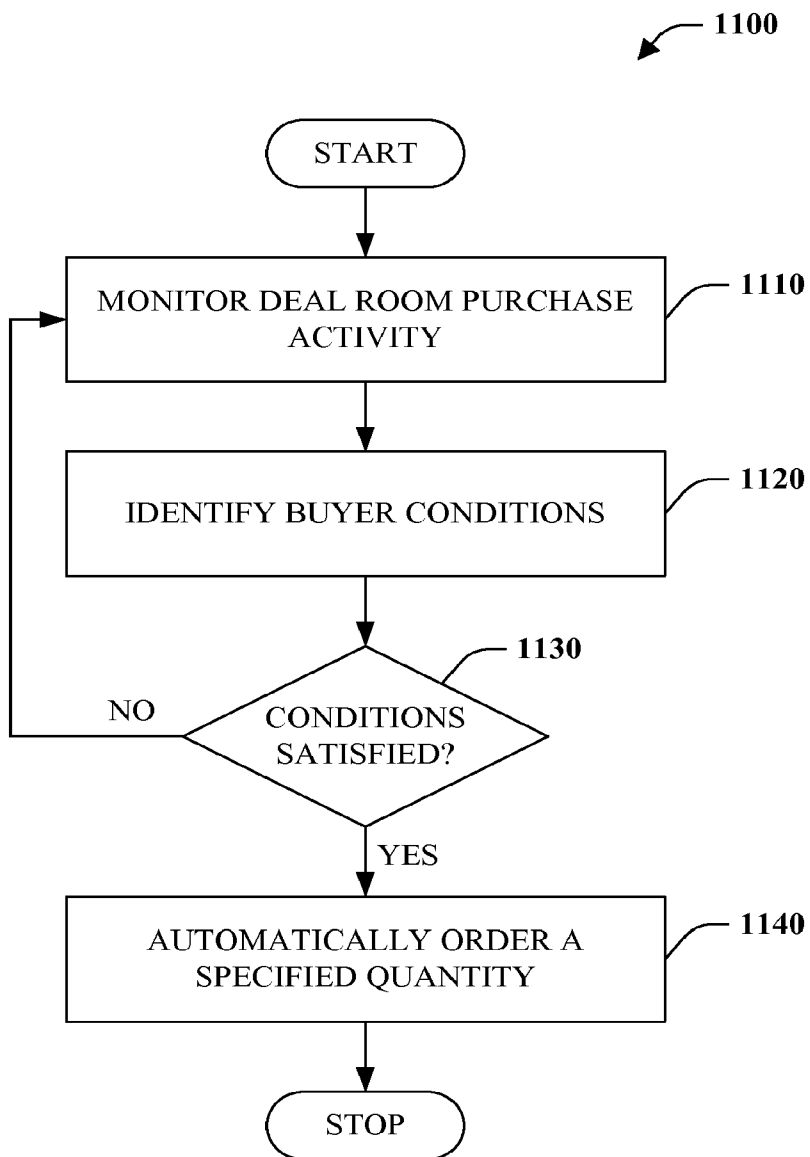 1100
START
MONITOR DEAL ROOM PURCHASE
ACTIVITY
1110
IDENTIFY BUYER CONDITIONS
1120
1130
CONDITIONS
SATISFIED?
NO
YES
AUTOMATICALLY ORDER A
SPECIFIED QUANTITY
1140
STOP